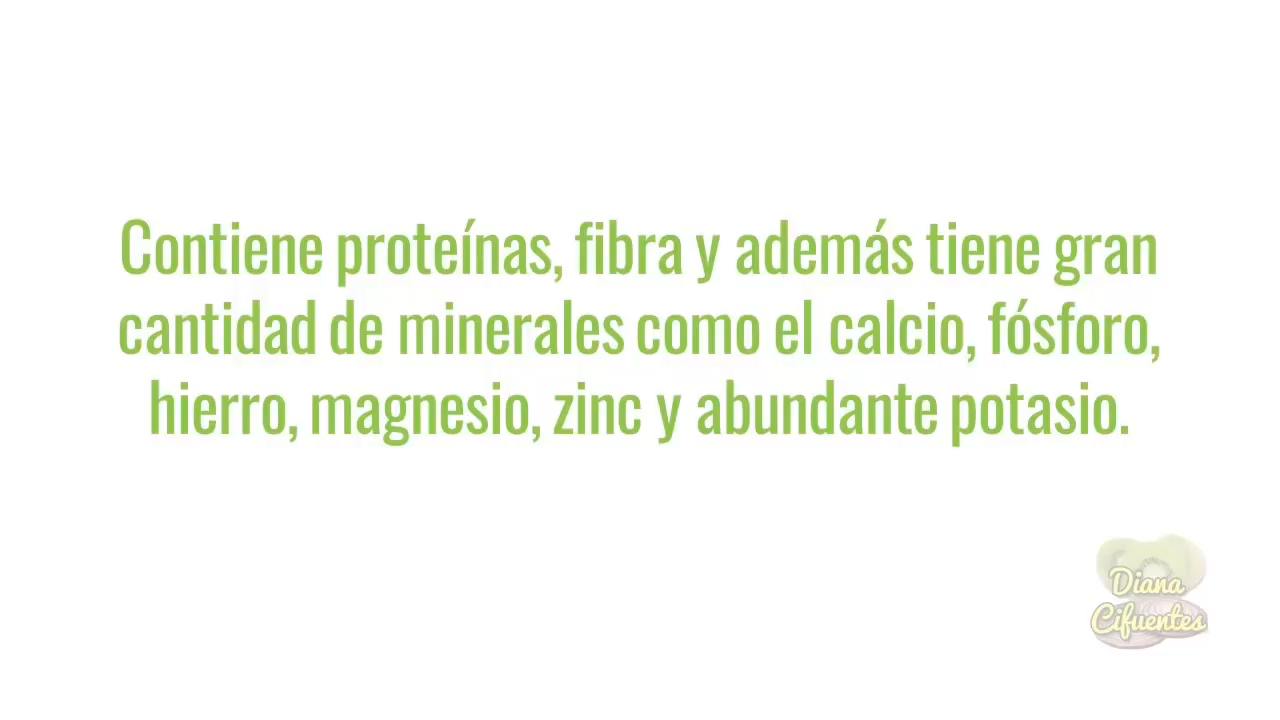 Contiene proteínas, fibra y además tiene gran
cantidad de minerales como el calcio, fósforo,
hierro, magnesio, zinc y abundante potasio.
Diana
Cifuentes